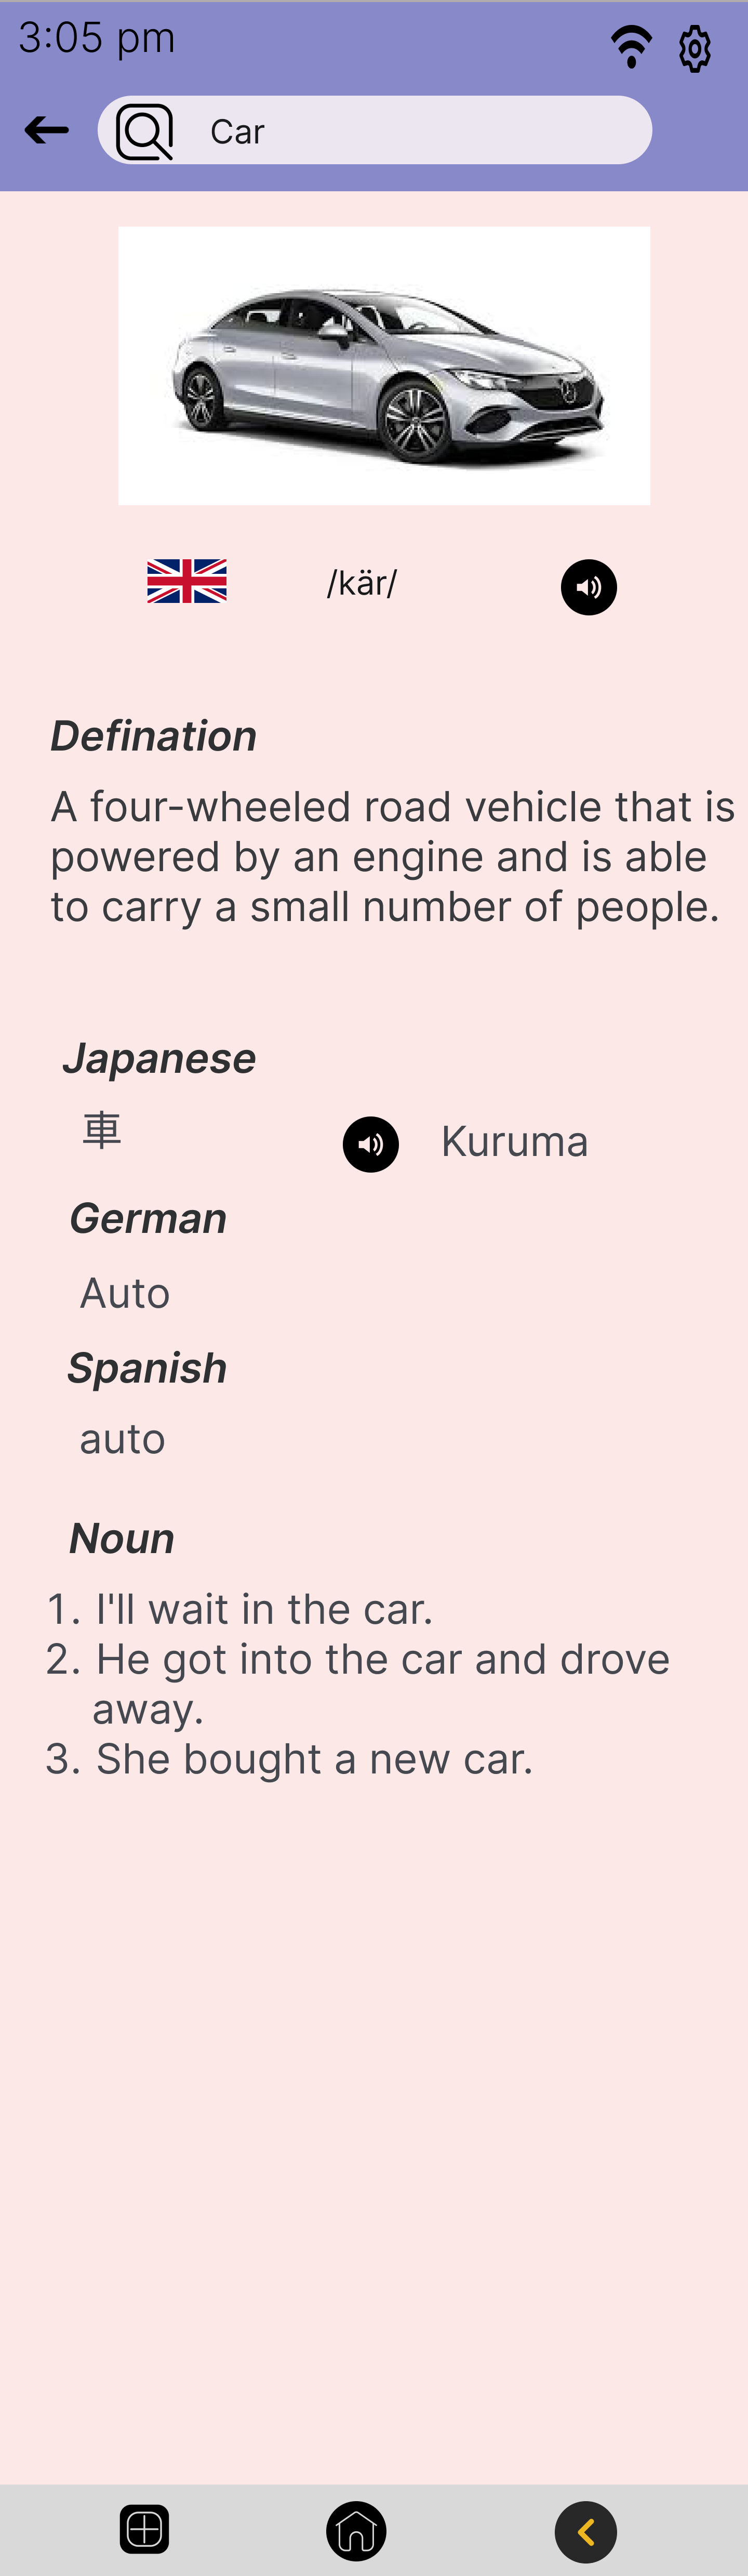 3:05 pm
Car
/kär/
Defination
A four-wheeled road vehicle that is
powered by an engine and is able
to carry a small number of people.
Japanese
車
Kuruma
German
Auto
Spanish
auto
Noun
1. I'll wait in the car.
2. He got into the car and drove
away.
3. She bought a new car.